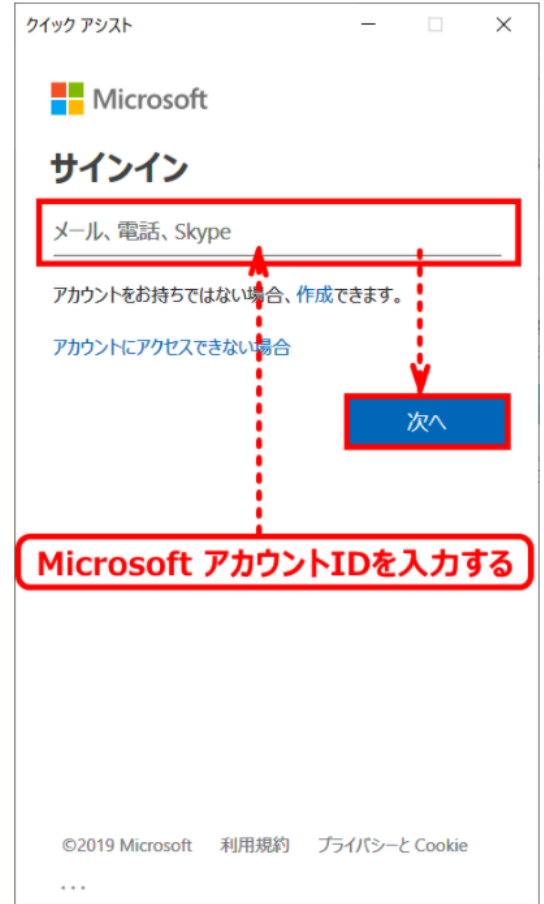 クイック アシスト
Microsoft
サインイン
メール、電話、Skype
アカウントをお持ちではない場合、作成できます。
アカウントにアクセスできない場合
次へ
Microsoft アカウントIDを入力する
©2019 Microsoft 利用規約 プライバシーと Cookie
...